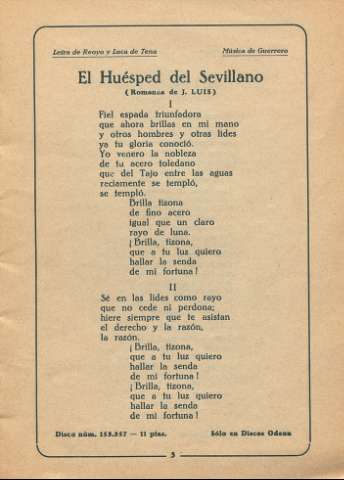 Letra de Reoyo y Luca de Tena
Música de Guerrero
El Huésped del Sevillano
(Romanza de J. LUIS)
I
Fiel espada triunfadora
que ahora brillas en mi mano
y otros hombres y otras lides
ya tu gloria conoció.
Yo venero la nobleza
de tu acero toledano
que del Tajo entre las aguas
reciamente se templó,
se templó.
Brilla tizona
de fino acero
igual que un claro
rayo de luna.
¡Brilla, tizona,
que a tu luz quiero
hallar la senda
de mi fortuna!
II
Sé en las lides como rayo
que no cede ni perdona;
hiere siempre que te asistan
el derecho y la razón,
la razón.
¡Brilla, tizona,
que a tu luz quiero
hallar la senda
de mi fortuna!
¡Brilla, tizona,
que a tu luz quiero
hallar la senda
de mi fortuna!
Disco núm. 153.357 — 11 ptas.
Sólo en Discos Odeon
5